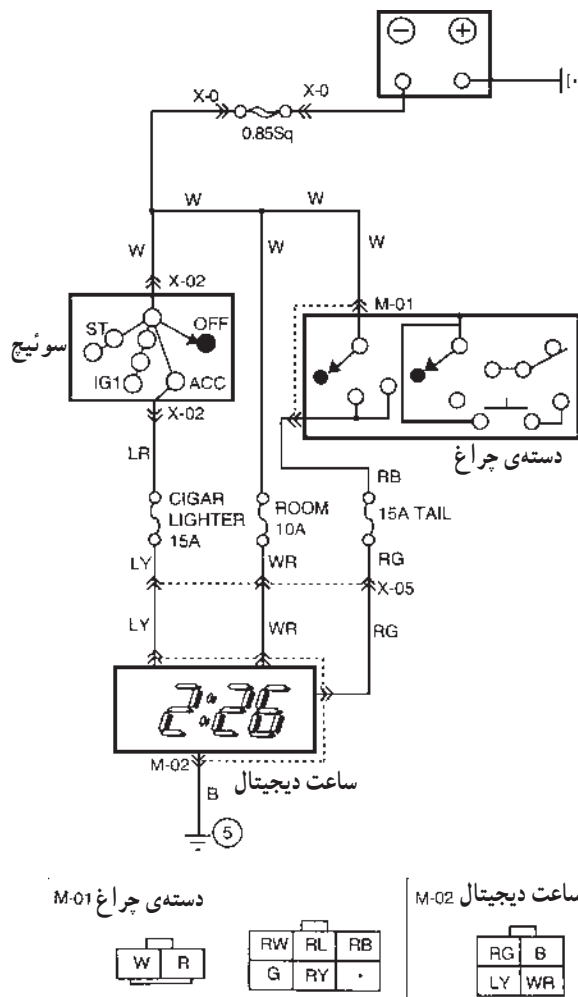 − +
X-0 X-0
0.85Sq
W W
W W W
X-02 M-01
سوئیچ
ST OFF
IG1 ACC
X-02
دسته‌ی چراغ
LR RB
CIGAR LIGHTER 15A
ROOM 10A
15A TAIL
LY WR RG
X-05
LY WR RG
2:26
M-02
ساعت دیجیتال
B
5
دسته‌ی چراغ M-01
W R
RW RL RB
G RY ·
ساعت دیجیتال M-02
RG B
LY WR